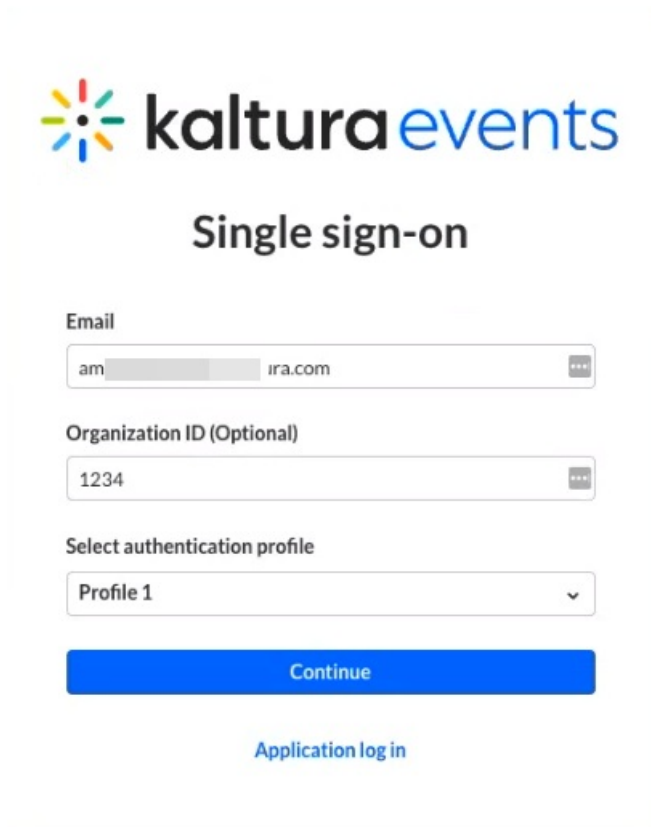 kaltura events
Single sign-on
Email
am ura.com
Organization ID (Optional)
1234
Select authentication profile
Profile 1
Continue
Application log in